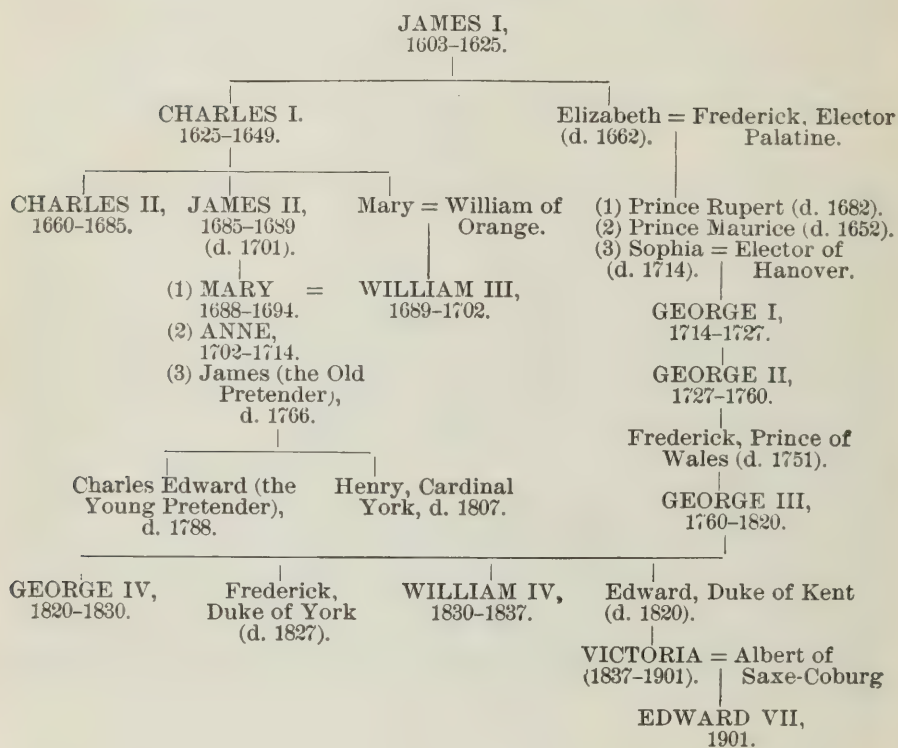 JAMES I,
1603–1625.
CHARLES I.
1625–1649.
Elizabeth = Frederick, Elector
(d. 1662). Palatine.
CHARLES II,
1660–1685.
JAMES II,
1685–1689
(d. 1701).
Mary = William of
Orange.
(1) Prince Rupert (d. 1682).
(2) Prince Maurice (d. 1652).
(3) Sophia = Elector of
(d. 1714). Hanover.
(1) MARY = WILLIAM III,
1688–1694. 1689–1702.
(2) ANNE,
1702–1714.
(3) James (the Old
Pretender),
d. 1766.
GEORGE I,
1714–1727.
GEORGE II,
1727–1760.
Frederick, Prince of
Wales (d. 1751).
Charles Edward (the
Young Pretender),
d. 1788.
Henry, Cardinal
York, d. 1807.
GEORGE III,
1760–1820.
GEORGE IV,
1820–1830.
Frederick,
Duke of York
(d. 1827).
WILLIAM IV,
1830–1837.
Edward, Duke of Kent
(d. 1820).
VICTORIA = Albert of
(1837–1901). Saxe-Coburg
EDWARD VII,
1901.